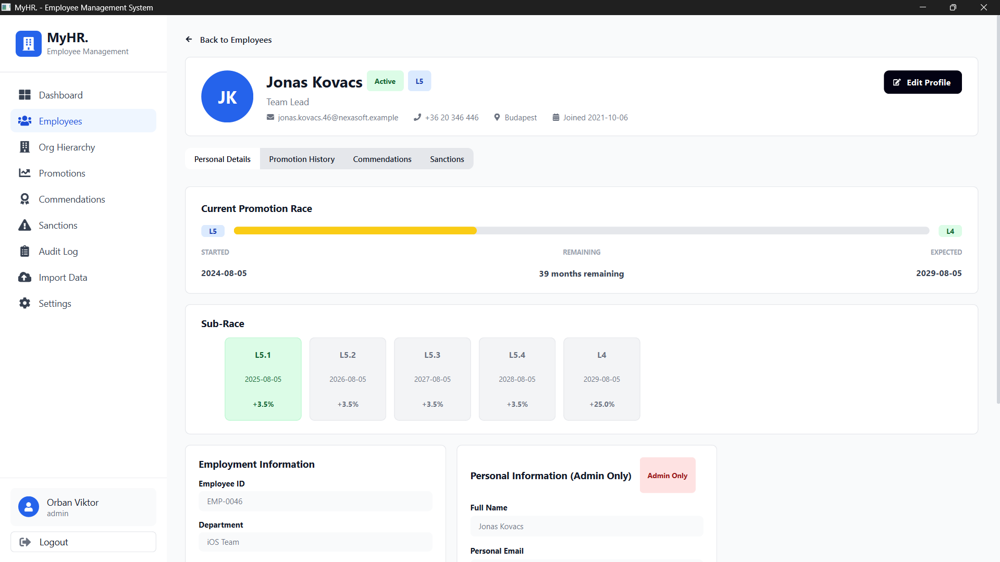 MyHR. - Employee Management System
MyHR.
Employee Management
Dashboard
Employees
Org Hierarchy
Promotions
Commendations
Sanctions
Audit Log
Import Data
Settings
Orban Viktor
admin
Logout
Back to Employees
JK
Jonas Kovacs Active L5
Team Lead
jonas.kovacs.46@nexasoft.example +36 20 346 446 Budapest Joined 2021-10-06
Edit Profile
Personal Details Promotion History Commendations Sanctions
Current Promotion Race
L5 L4
STARTED REMAINING EXPECTED
2024-08-05 39 months remaining 2029-08-05
Sub-Race
L5.1 L5.2 L5.3 L5.4 L4
2025-08-05 2026-08-05 2027-08-05 2028-08-05 2029-08-05
+3.5% +3.5% +3.5% +3.5% +25.0%
Employment Information
Employee ID
EMP-0046
Department
iOS Team
Personal Information (Admin Only) Admin Only
Full Name
Jonas Kovacs
Personal Email